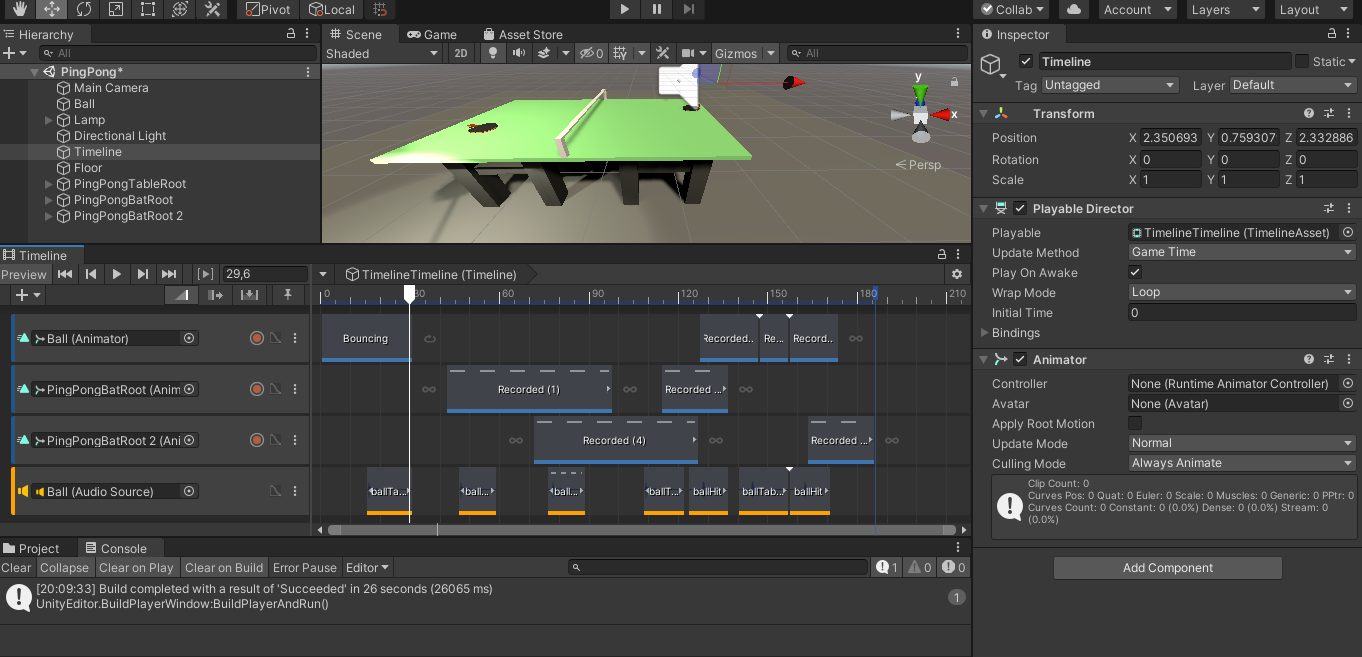 Pivot Local Collab Account Layers Layout
Hierarchy
All
PingPong*
Main Camera
Ball
Lamp
Directional Light
Timeline
Floor
PingPongTableRoot
PingPongBatRoot
PingPongBatRoot 2
Scene Game Asset Store
Shaded 2D 0 Gizmos All
y
x
Persp
Inspector
Timeline Static
Tag Untagged Layer Default
Transform
Position X 2.350693 Y 0.759307 Z 2.332886
Rotation X 0 Y 0 Z 0
Scale X 1 Y 1 Z 1
Playable Director
Playable TimelineTimeline (TimelineAsset)
Update Method Game Time
Play On Awake
Wrap Mode Loop
Initial Time 0
Bindings
Animator
Controller None (Runtime Animator Controller)
Avatar None (Avatar)
Apply Root Motion
Update Mode Normal
Culling Mode Always Animate
Clip Count: 0
Curves Pos: 0 Quat: 0 Euler: 0 Scale: 0 Muscles: 0 Generic: 0 PPtr: 0
Curves Count: 0 Constant: 0 (0.0%) Dense: 0 (0.0%) Stream: 0
(0.0%)
Add Component
Timeline
Preview 29,6 TimelineTimeline (Timeline)
0 30 60 90 120 150 180 210
Ball (Animator) Bouncing Recorded.. Re... Record..
PingPongBatRoot (Anim Recorded (1) Recorded ...
PingPongBatRoot 2 (Ani Recorded (4) Recorded ...
Ball (Audio Source) ballTa... ball... ball... ballT... ballHit ballTab... ballHit
Project Console
Clear Collapse Clear on Play Clear on Build Error Pause Editor 1 0 0
[20:09:33] Build completed with a result of 'Succeeded' in 26 seconds (26065 ms)
UnityEditor.BuildPlayerWindow:BuildPlayerAndRun()
1